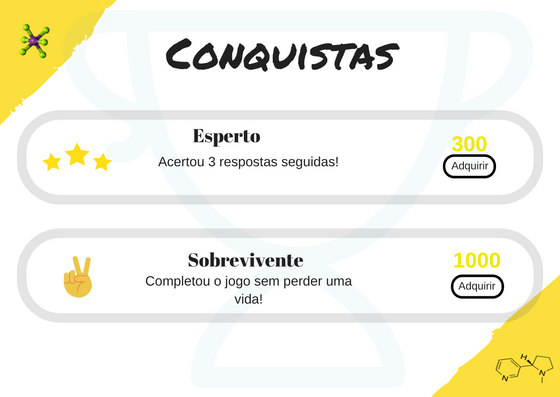 Conquistas
Esperto
Acertou 3 respostas seguidas!
300
Adquirir
Sobrevivente
Completou o jogo sem perder uma
vida!
1000
Adquirir
H
N
N